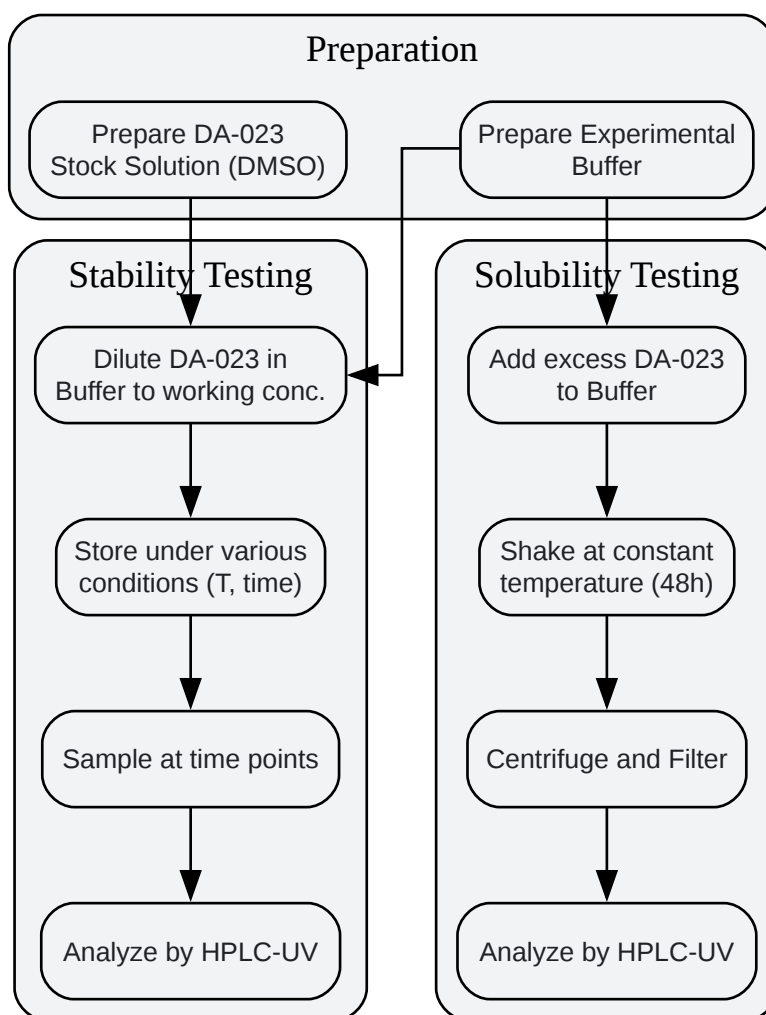 Preparation
Prepare DA-023
Stock Solution (DMSO)
Prepare Experimental
Buffer
Stability Testing
Dilute DA-023 in
Buffer to working conc.
Store under various
conditions (T, time)
Sample at time points
Analyze by HPLC-UV
Solubility Testing
Add excess DA-023
to Buffer
Shake at constant
temperature (48h)
Centrifuge and Filter
Analyze by HPLC-UV